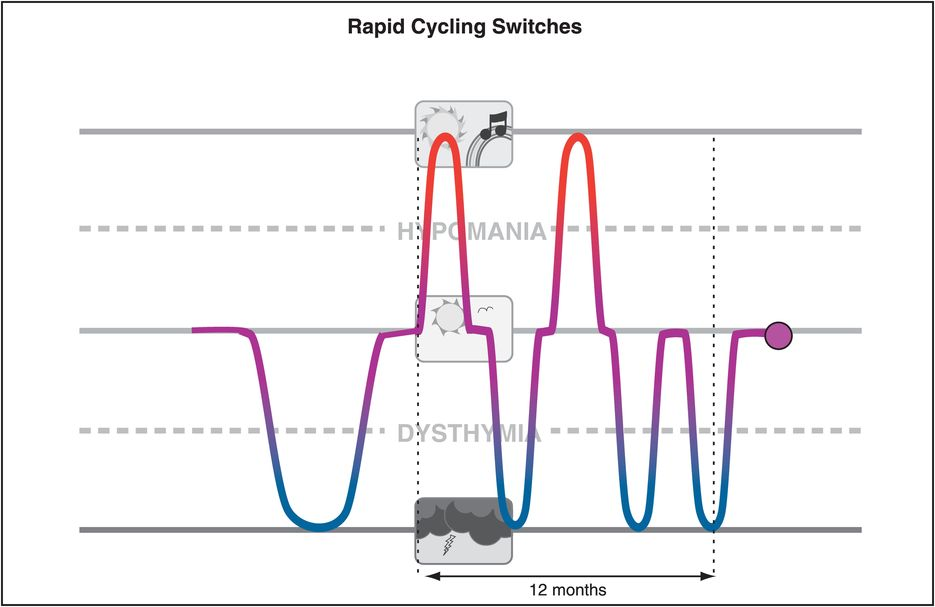 Rapid Cycling Switches
HYPOMANIA
DYSTHYMIA
12 months